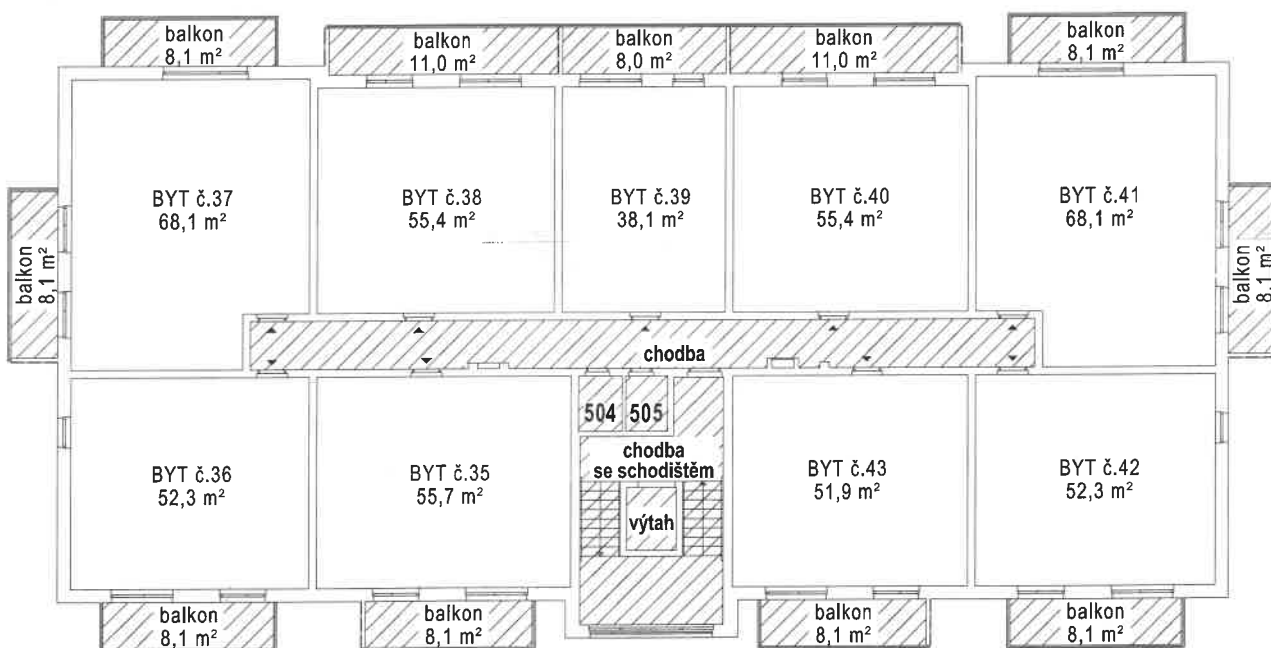 balkon
8,1 m²
balkon
11,0 m²
balkon
8,0 m²
balkon
11,0 m²
balkon
8,1 m²
BYT č.37
68,1 m²
BYT č.38
55,4 m²
BYT č.39
38,1 m²
BYT č.40
55,4 m²
BYT č.41
68,1 m²
balkon
8,1 m²
balkon
8,1 m²
chodba
504
505
chodba
se schodištěm
výtah
BYT č.36
52,3 m²
BYT č.35
55,7 m²
BYT č.43
51,9 m²
BYT č.42
52,3 m²
balkon
8,1 m²
balkon
8,1 m²
balkon
8,1 m²
balkon
8,1 m²